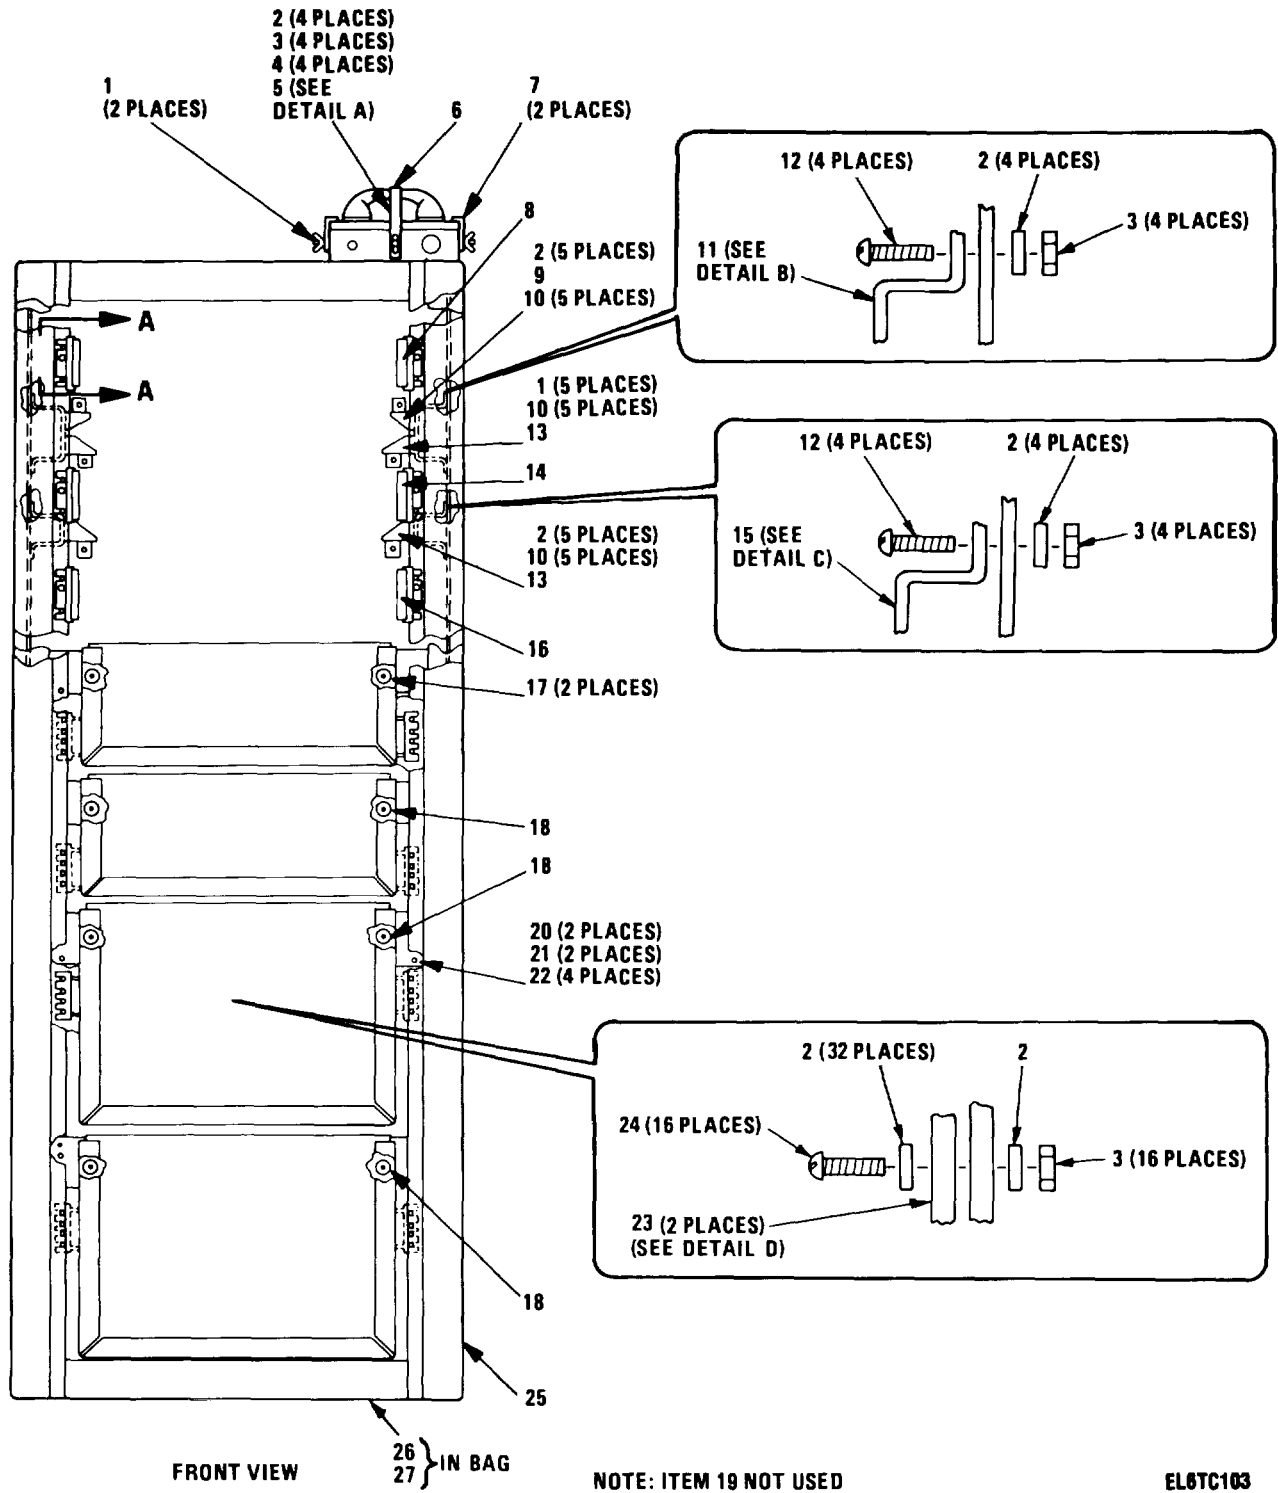 2 (4 PLACES)
3 (4 PLACES)
4 (4 PLACES)
5 (SEE
DETAIL A)
1
(2 PLACES)
6
7
(2 PLACES)
8
2 (5 PLACES)
9
10 (5 PLACES)
A
A
1 (5 PLACES)
10 (5 PLACES)
13
14
2 (5 PLACES)
10 (5 PLACES)
13
16
17 (2 PLACES)
18
18
20 (2 PLACES)
21 (2 PLACES)
22 (4 PLACES)
18
25
26
27
IN BAG
12 (4 PLACES)
2 (4 PLACES)
3 (4 PLACES)
11 (SEE
DETAIL B)
12 (4 PLACES)
2 (4 PLACES)
3 (4 PLACES)
15 (SEE
DETAIL C)
2 (32 PLACES)
2
24 (16 PLACES)
3 (16 PLACES)
23 (2 PLACES)
(SEE DETAIL D)
FRONT VIEW
NOTE: ITEM 19 NOT USED
EL6TC103